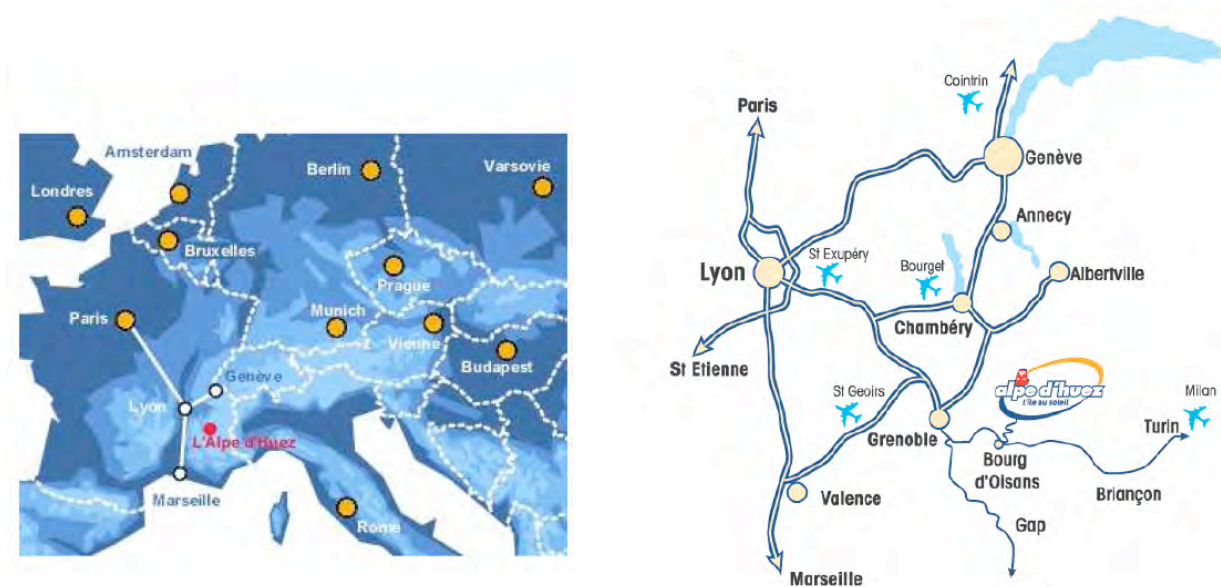 Amsterdam
Berlin
Varsovie
Londres
Bruxelles
Prague
Paris
Munich
Vienne
Budapest
Genève
Lyon
L'Alpe d'Huez
Marseille
Rome
Cointrin
Paris
Genève
Annecy
St Exupéry
Lyon
Bourget
Albertville
Chambéry
St Etienne
alpe d'huez
l'île au soleil
St Geoirs
Milan
Grenoble
Turin
Bourg
d'Oisans
Valence
Briançon
Gap
Marseille